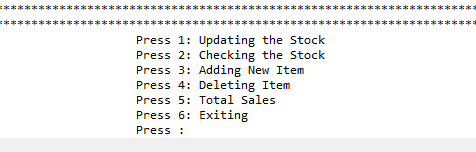 ****************************************************************************
****************************************************************************
Press 1: Updating the Stock
Press 2: Checking the Stock
Press 3: Adding New Item
Press 4: Deleting Item
Press 5: Total Sales
Press 6: Exiting
Press :